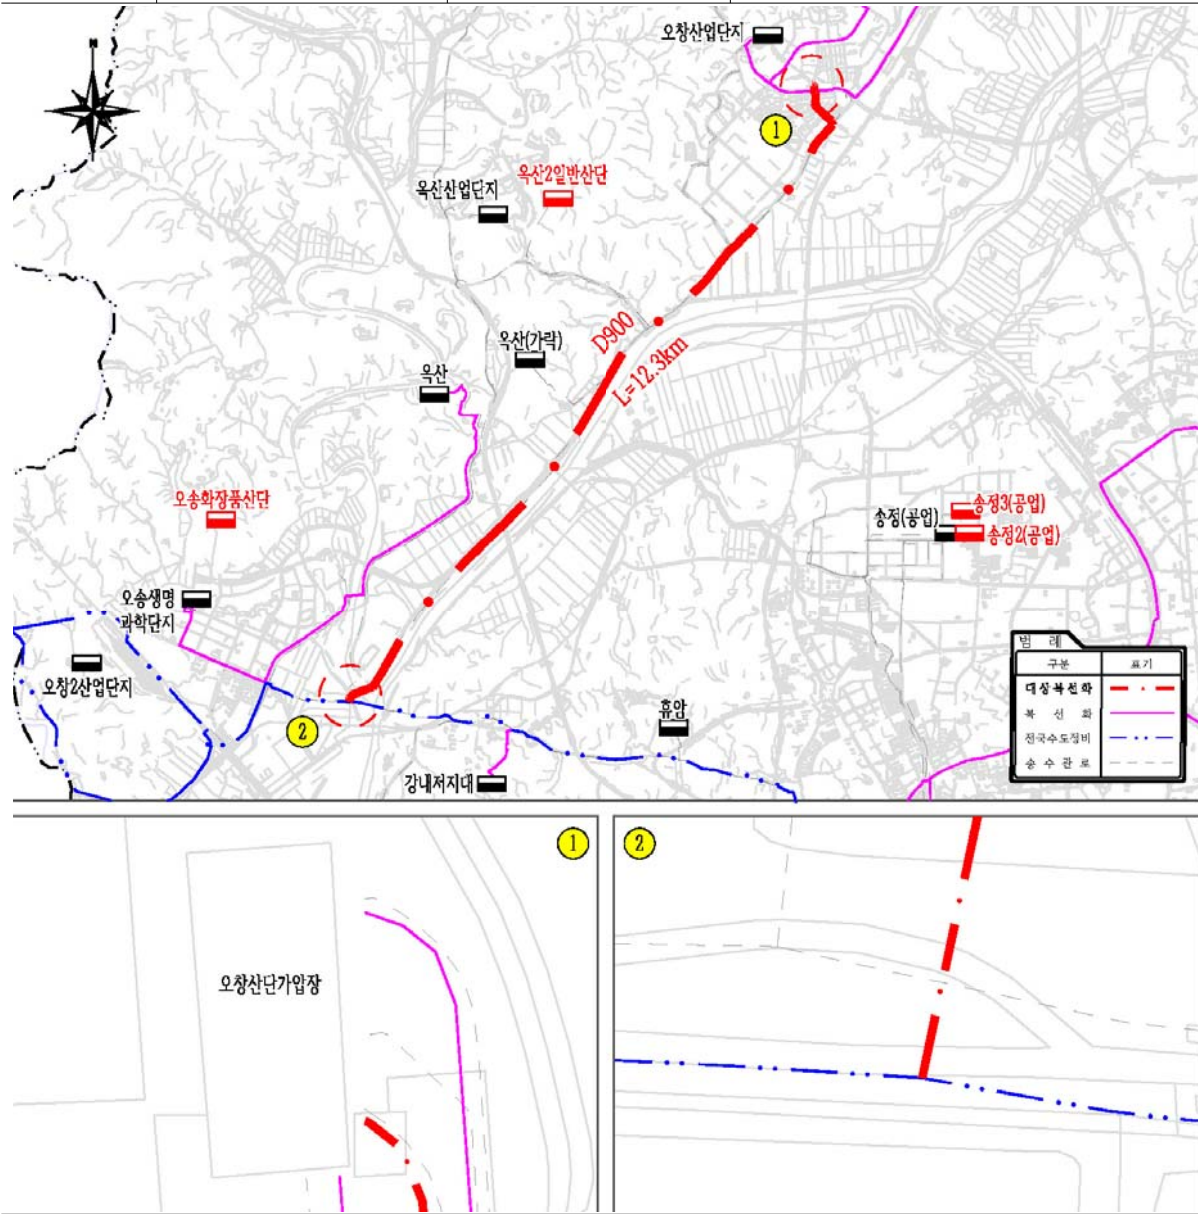 오창산업단지
N
1
옥산2일반산단
옥산산업단지
D900
L=12.3km
옥산(가락)
옥산
오송화장품산단
송정3(공업)
송정(공업)
송정2(공업)
오송생명
과학단지
오창2산업단지
2
휴암
강내저지대
범 례
구분 표기
대상복선화
복 선 화
전국수도정비
송 수 관 로
1
오창산단가압장
2